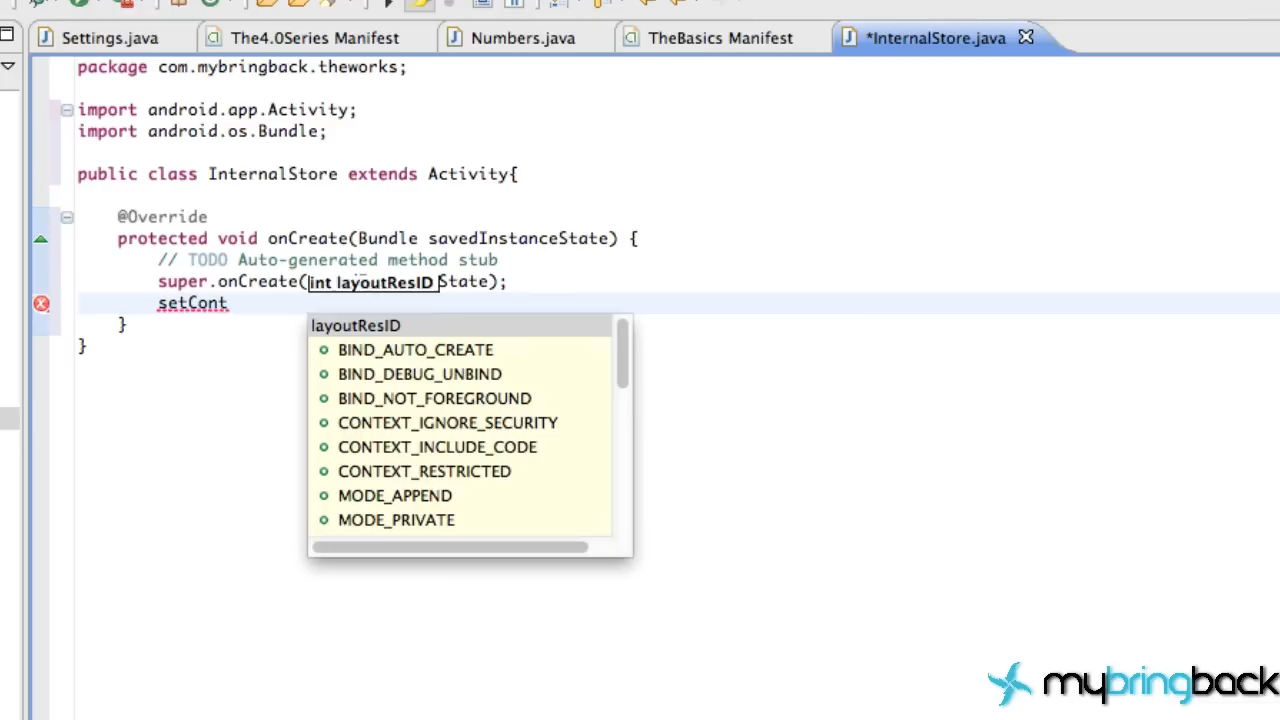 Settings.java
The4.0Series Manifest
Numbers.java
TheBasics Manifest
*InternalStore.java
package com.mybringback.theworks;
import android.app.Activity;
import android.os.Bundle;
public class InternalStore extends Activity{
@Override
protected void onCreate(Bundle savedInstanceState) {
// TODO Auto-generated method stub
super.onCreate(int layoutResID State);
setCont
layoutResID
BIND_AUTO_CREATE
BIND_DEBUG_UNBIND
BIND_NOT_FOREGROUND
CONTEXT_IGNORE_SECURITY
CONTEXT_INCLUDE_CODE
CONTEXT_RESTRICTED
MODE_APPEND
MODE_PRIVATE
}
}
mybringback